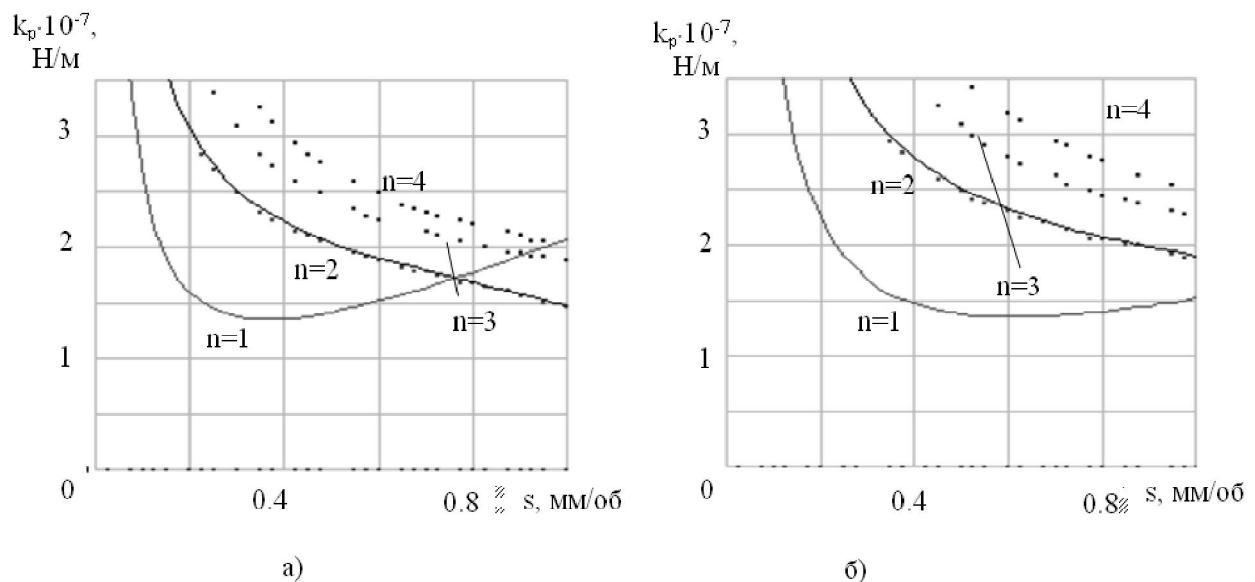 kₚ·10⁻⁷,
Н/м
3
2
1
0
0.4
0.8
s, мм/об
n=1
n=2
n=3
n=4
а)
kₚ·10⁻⁷,
Н/м
3
2
1
0
0.4
0.8
s, мм/об
n=1
n=2
n=3
n=4
б)